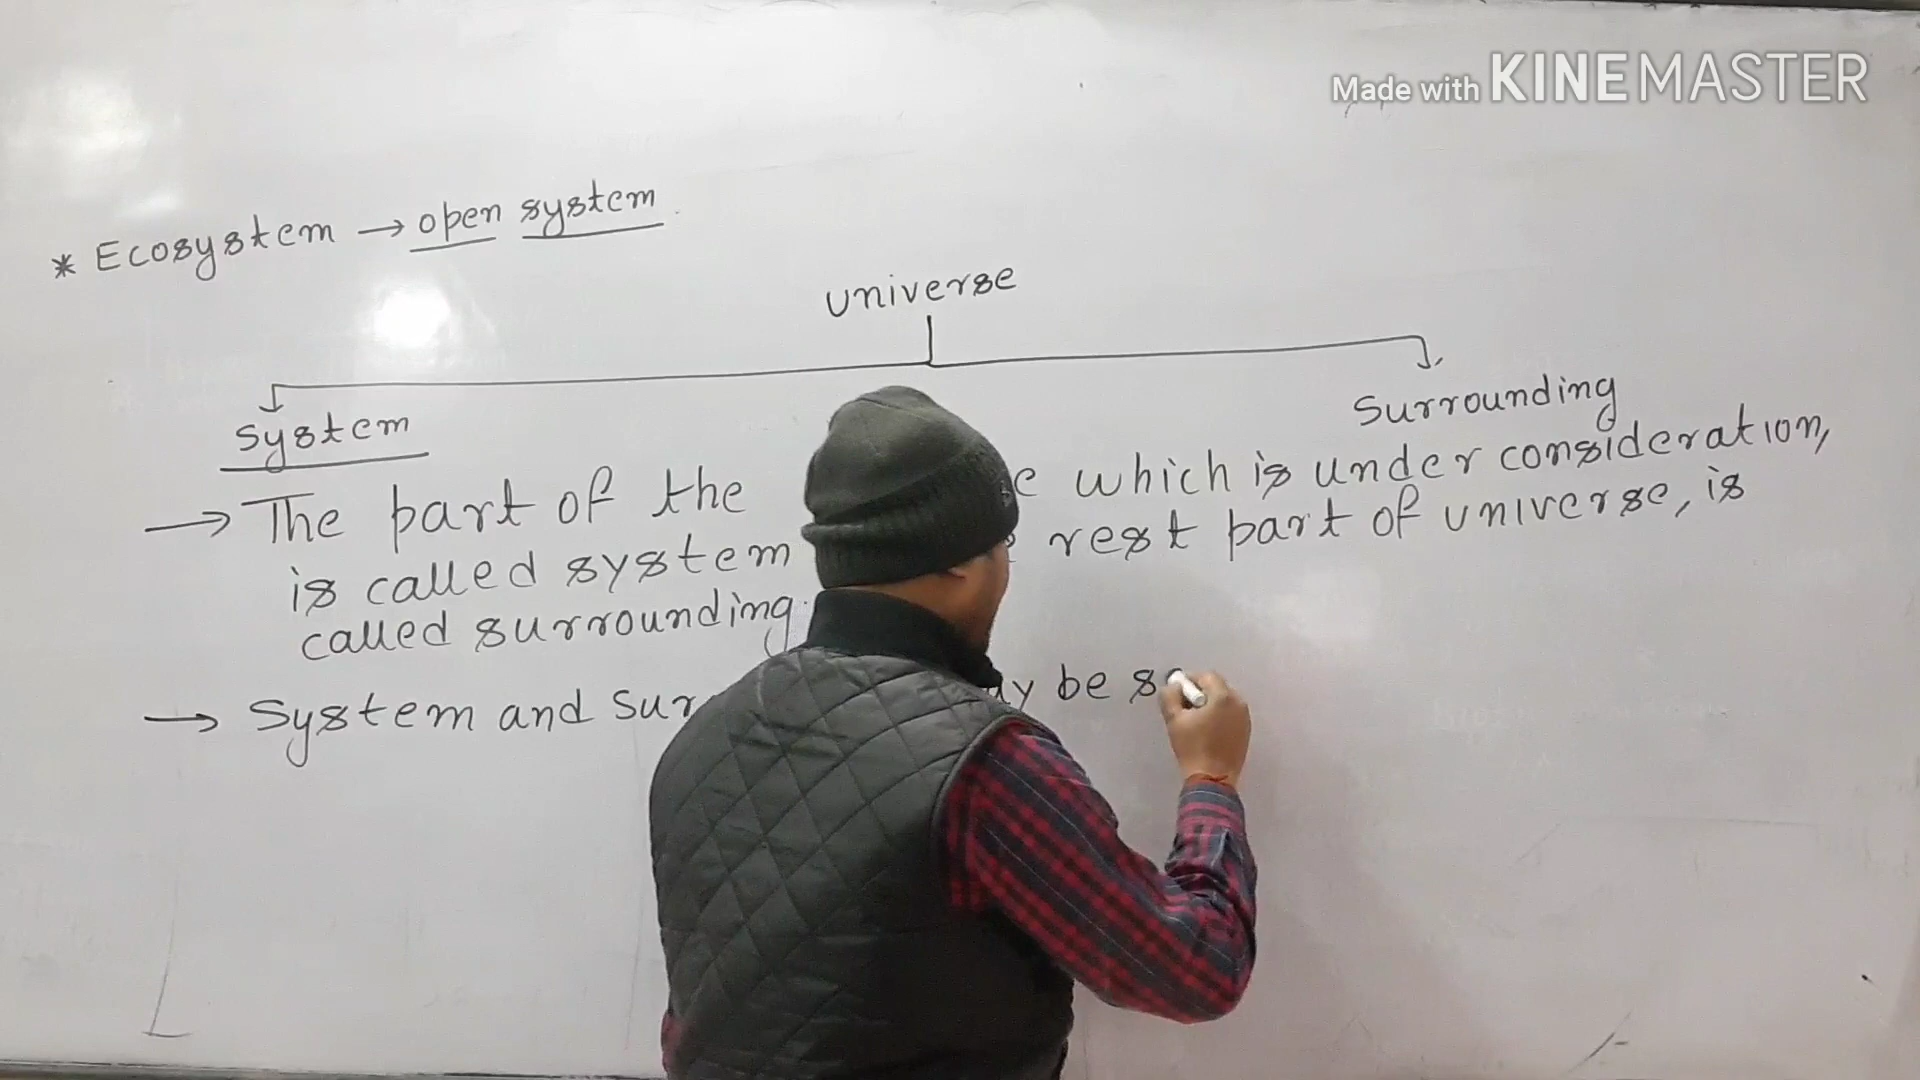 Made with KINEMASTER
* Ecosystem → open system
universe
System
Surrounding
→ The part of the which is under consideration,
is called system rest part of universe, is
called surrounding.
→ System and be